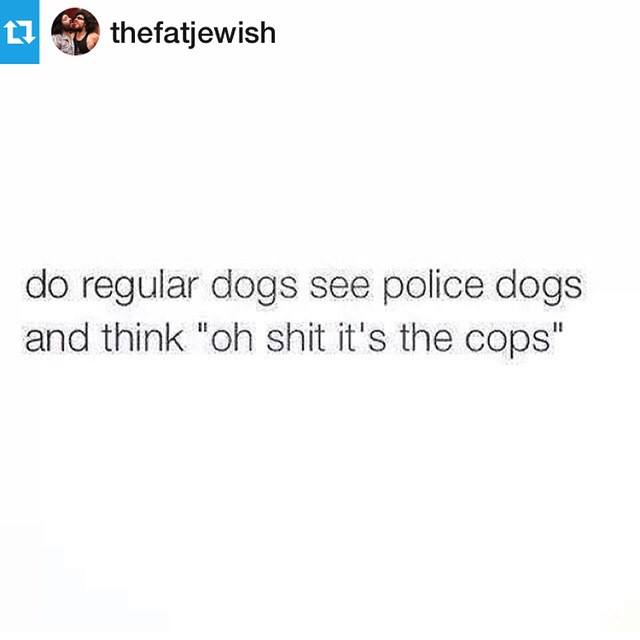 thefatjewish
do regular dogs see police dogs
and think "oh shit it's the cops"